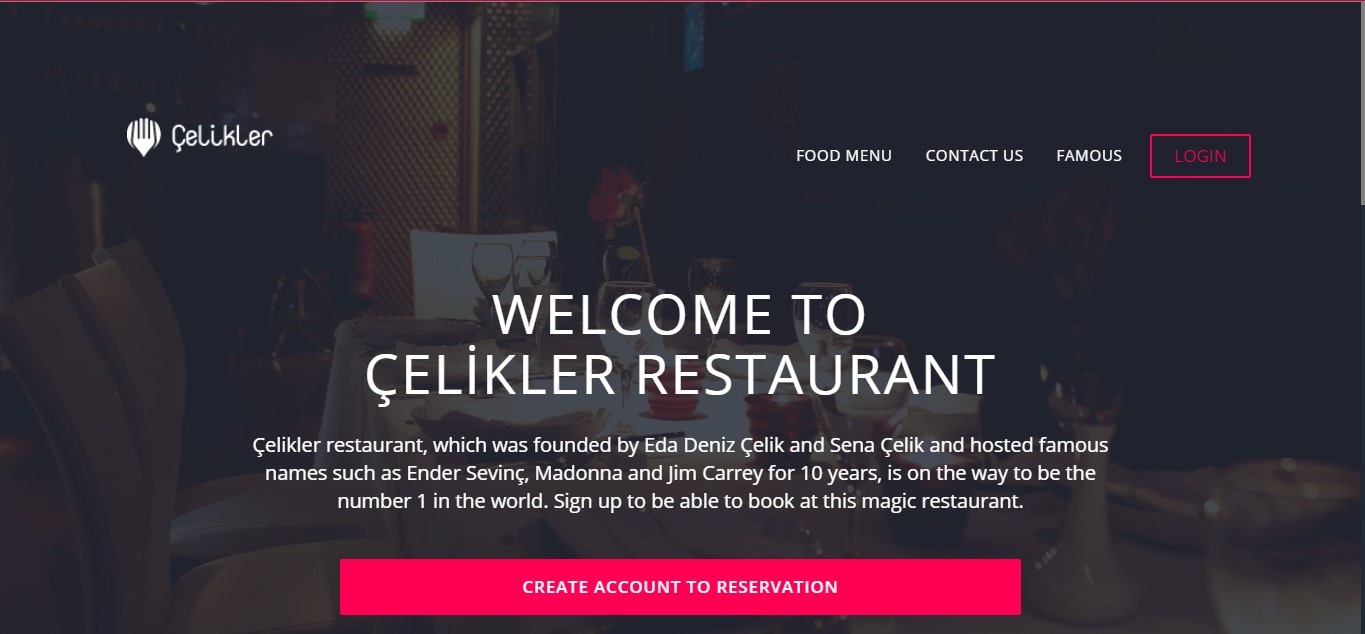 Çelikler
FOOD MENU
CONTACT US
FAMOUS
LOGIN
WELCOME TO
ÇELİKLER RESTAURANT
Çelikler restaurant, which was founded by Eda Deniz Çelik and Sena Çelik and hosted famous
names such as Ender Sevinç, Madonna and Jim Carrey for 10 years, is on the way to be the
number 1 in the world. Sign up to be able to book at this magic restaurant.
CREATE ACCOUNT TO RESERVATION